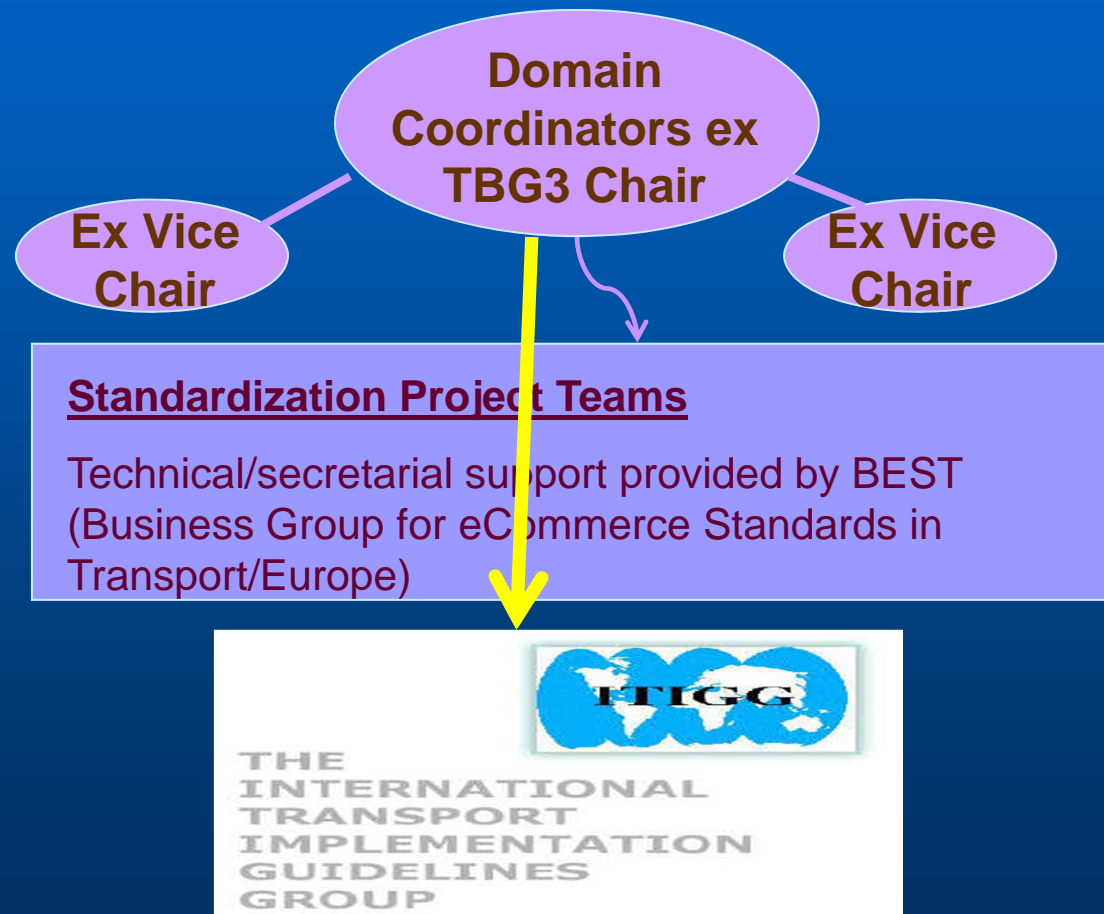 Domain
Coordinators ex
TBG3 Chair
Ex Vice
Chair
Ex Vice
Chair
Standardization Project Teams
Technical/secretarial support provided by BEST
(Business Group for eCommerce Standards in
Transport/Europe)
ITIGG
THE
INTERNATIONAL
TRANSPORT
IMPLEMENTATION
GUIDELINES
GROUP